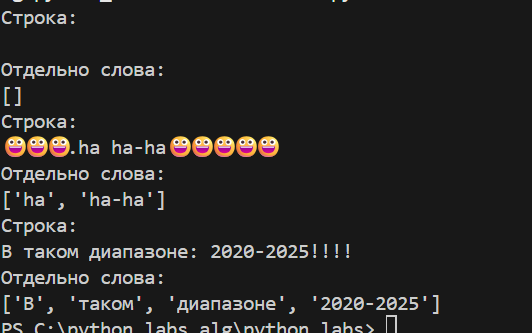 Строка:
Отдельно слова:
[]
Строка:
😀😀😀.ha ha-ha😀😀😀😀😀
Отдельно слова:
['ha', 'ha-ha']
Строка:
В таком диапазоне: 2020-2025!!!!
Отдельно слова:
['В', 'таком', 'диапазоне', '2020-2025']
PS C:\python_labs_alg\python_labs>